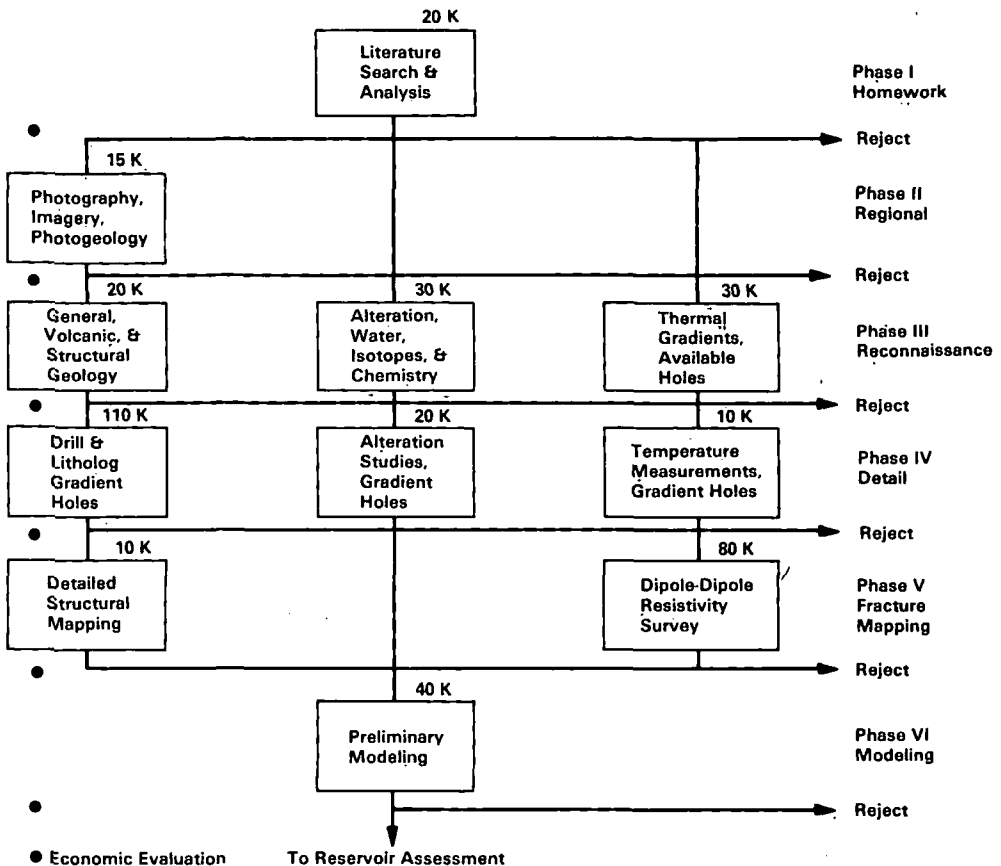 20 K
Literature
Search &
Analysis
Phase I
Homework
Reject
15 K
Photography,
Imagery,
Photogeology
Phase II
Regional
Reject
20 K
General,
Volcanic, &
Structural
Geology
30 K
Alteration,
Water,
Isotopes, &
Chemistry
30 K
Thermal
Gradients,
Available
Holes
Phase III
Reconnaissance
Reject
110 K
Drill &
Litholog
Gradient
Holes
20 K
Alteration
Studies,
Gradient
Holes
10 K
Temperature
Measurements,
Gradient Holes
Phase IV
Detail
Reject
10 K
Detailed
Structural
Mapping
80 K
Dipole-Dipole
Resistivity
Survey
Phase V
Fracture
Mapping
Reject
40 K
Preliminary
Modeling
Phase VI
Modeling
Reject
● Economic Evaluation
To Reservoir Assessment